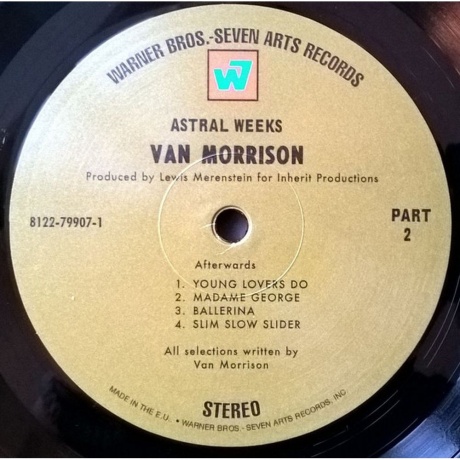 WARNER BROS.-SEVEN ARTS RECORDS
W7
ASTRAL WEEKS
VAN MORRISON
Produced by Lewis Merenstein for Inherit Productions
8122-79907-1
PART
2
Afterwards
1. YOUNG LOVERS DO
2. MADAME GEORGE
3. BALLERINA
4. SLIM SLOW SLIDER
All selections written by
Van Morrison
STEREO
MADE IN THE E.U. • WARNER BROS.- SEVEN ARTS RECORDS, INC.